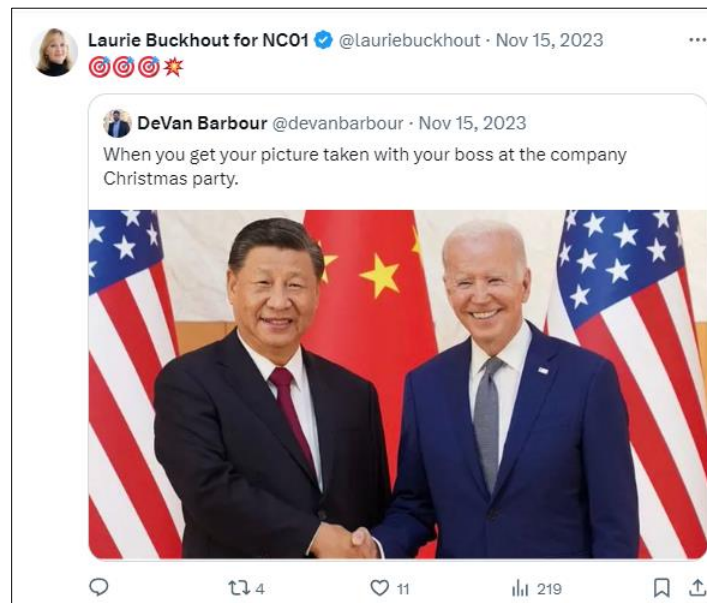 Laurie Buckhout for NC01 @lauriebuckhout · Nov 15, 2023 ···
🎯🎯🎯💥
DeVan Barbour @devanbarbour · Nov 15, 2023
When you get your picture taken with your boss at the company
Christmas party.
4 11 219